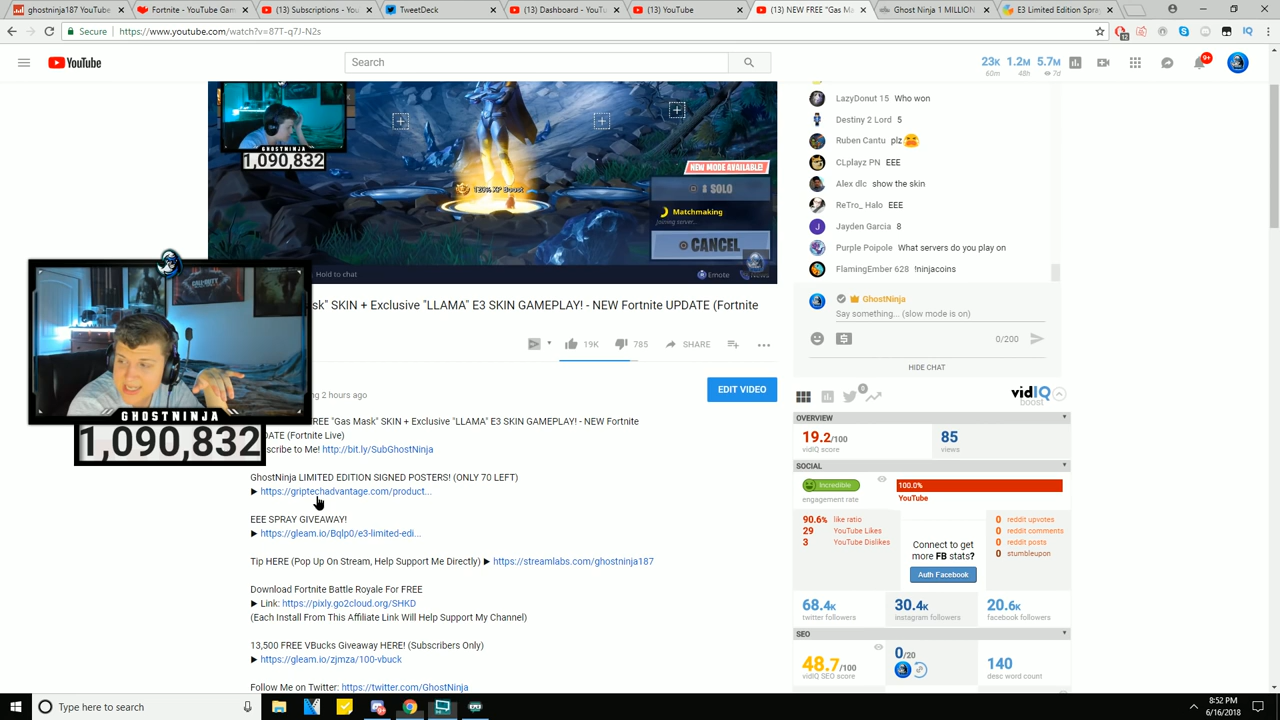 ghostninja187's YouTube
Fortnite - YouTube Gam
(13) Subscriptions - You
TweetDeck
(13) Dashboard - YouTu
(13) YouTube
(13) NEW FREE "Gas Ma
Ghost Ninja 1 MILLION
E3 Limited Edition Spray
Secure https://www.youtube.com/watch?v=87T-q7J-N2s
YouTube
Search
23K 1.2M 5.7M
60m 48h 7d
9+
1,090,832
NEW MODE AVAILABLE!
SOLO
Matchmaking
Joining server...
CANCEL
120% XP Boost
Hold to chat
Emote
LazyDonut 15 Who won
Destiny 2 Lord 5
Ruben Cantu plz
CLplayz PN EEE
Alex dlc show the skin
ReTro_ Halo EEE
Jayden Garcia 8
Purple Poipole What servers do you play on
FlamingEmber 628 !ninjacoins
GhostNinja
Say something... (slow mode is on)
0/200
HIDE CHAT
sk" SKIN + Exclusive "LLAMA" E3 SKIN GAMEPLAY! - NEW Fortnite UPDATE (Fortnite
19K 785 SHARE
EDIT VIDEO
ng 2 hours ago
GHOSTNINJA
1,090,832
FREE "Gas Mask" SKIN + Exclusive "LLAMA" E3 SKIN GAMEPLAY! - NEW Fortnite
DATE (Fortnite Live)
scribe to Me! http://bit.ly/SubGhostNinja
GhostNinja LIMITED EDITION SIGNED POSTERS! (ONLY 70 LEFT)
► https://griptechadvantage.com/product...
EEE SPRAY GIVEAWAY!
► https://gleam.io/Bqlp0/e3-limited-edi...
Tip HERE (Pop Up On Stream, Help Support Me Directly) ► https://streamlabs.com/ghostninja187
Download Fortnite Battle Royale For FREE
► Link: https://pixly.go2cloud.org/SHKD
(Each Install From This Affiliate Link Will Help Support My Channel)
13,500 FREE VBucks Giveaway HERE! (Subscribers Only)
► https://gleam.io/zjmza/100-vbuck
Follow Me on Twitter: https://twitter.com/GhostNinja
0
vidIQ
boost
OVERVIEW
19.2/100 85
vidIQ score views
SOCIAL
incredible 100.0%
engagement rate YouTube
90.6% like ratio
29 YouTube Likes
3 YouTube Dislikes
Connect to get
more FB stats?
Auth Facebook
0 reddit upvotes
0 reddit comments
0 reddit posts
0 stumbleupon
68.4K 30.4K 20.6K
twitter followers instagram followers facebook followers
SEO
48.7/100
vidIQ SEO score
0/20
140
desc word count
Type here to search
8:52 PM
6/16/2018